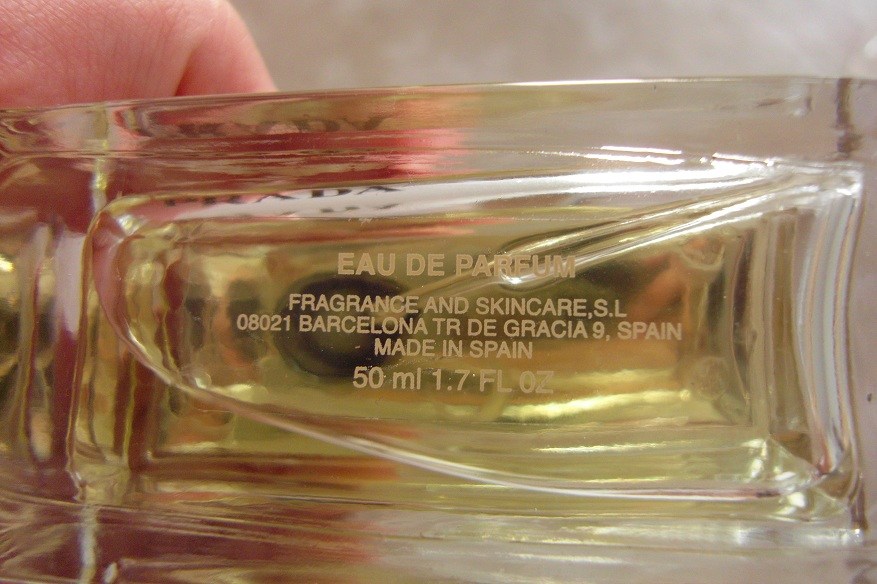 PRADA
EAU DE PARFUM
FRAGRANCE AND SKINCARE,S.L
08021 BARCELONA TR DE GRACIA 9, SPAIN
MADE IN SPAIN
50 ml 1.7 FL OZ